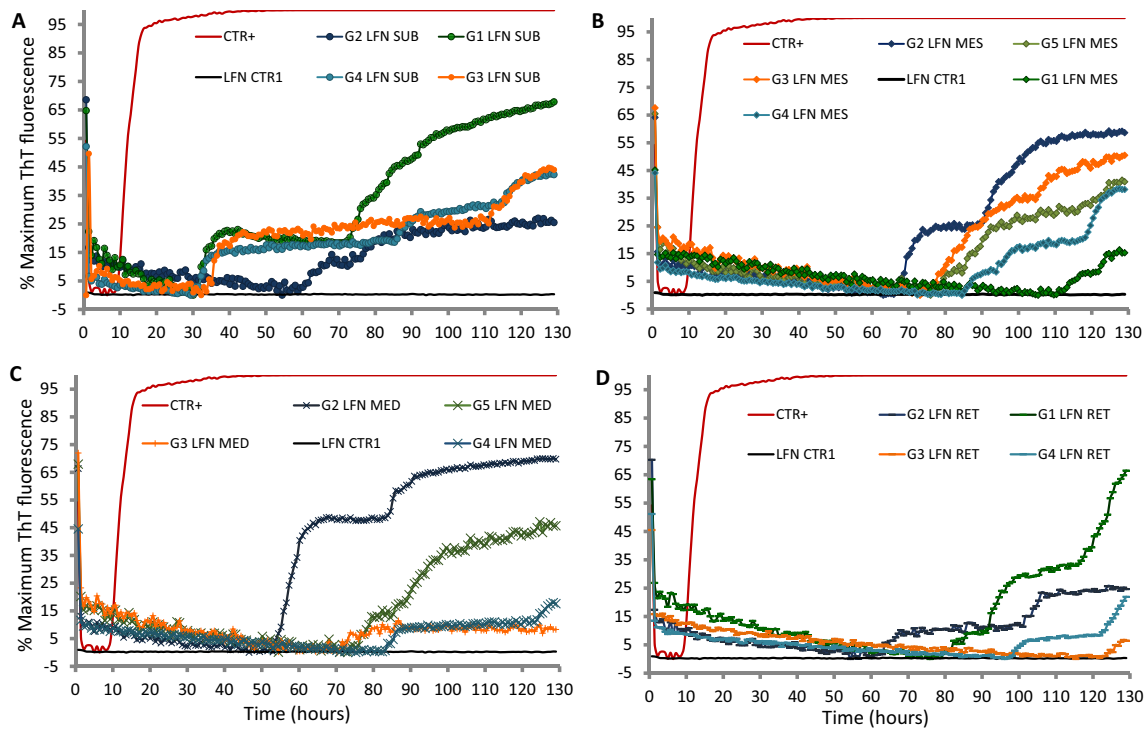 A
CTR+ G2 LFN SUB G1 LFN SUB
LFN CTR1 G4 LFN SUB G3 LFN SUB
% Maximum ThT fluorescence
95
85
75
65
55
45
35
25
15
5
-5
0 10 20 30 40 50 60 70 80 90 100 110 120 130
B
CTR+ G2 LFN MES G5 LFN MES
G3 LFN MES LFN CTR1 G1 LFN MES
G4 LFN MES
95
85
75
65
55
45
35
25
15
5
-5
0 10 20 30 40 50 60 70 80 90 100 110 120 130
C
CTR+ G2 LFN MED G5 LFN MED
G3 LFN MED LFN CTR1 G4 LFN MED
% Maximum ThT fluorescence
95
85
75
65
55
45
35
25
15
5
-5
0 10 20 30 40 50 60 70 80 90 100 110 120 130
Time (hours)
D
CTR+ G2 LFN RET G1 LFN RET
LFN CTR1 G3 LFN RET G4 LFN RET
95
85
75
65
55
45
35
25
15
5
-5
0 10 20 30 40 50 60 70 80 90 100 110 120 130
Time (hours)